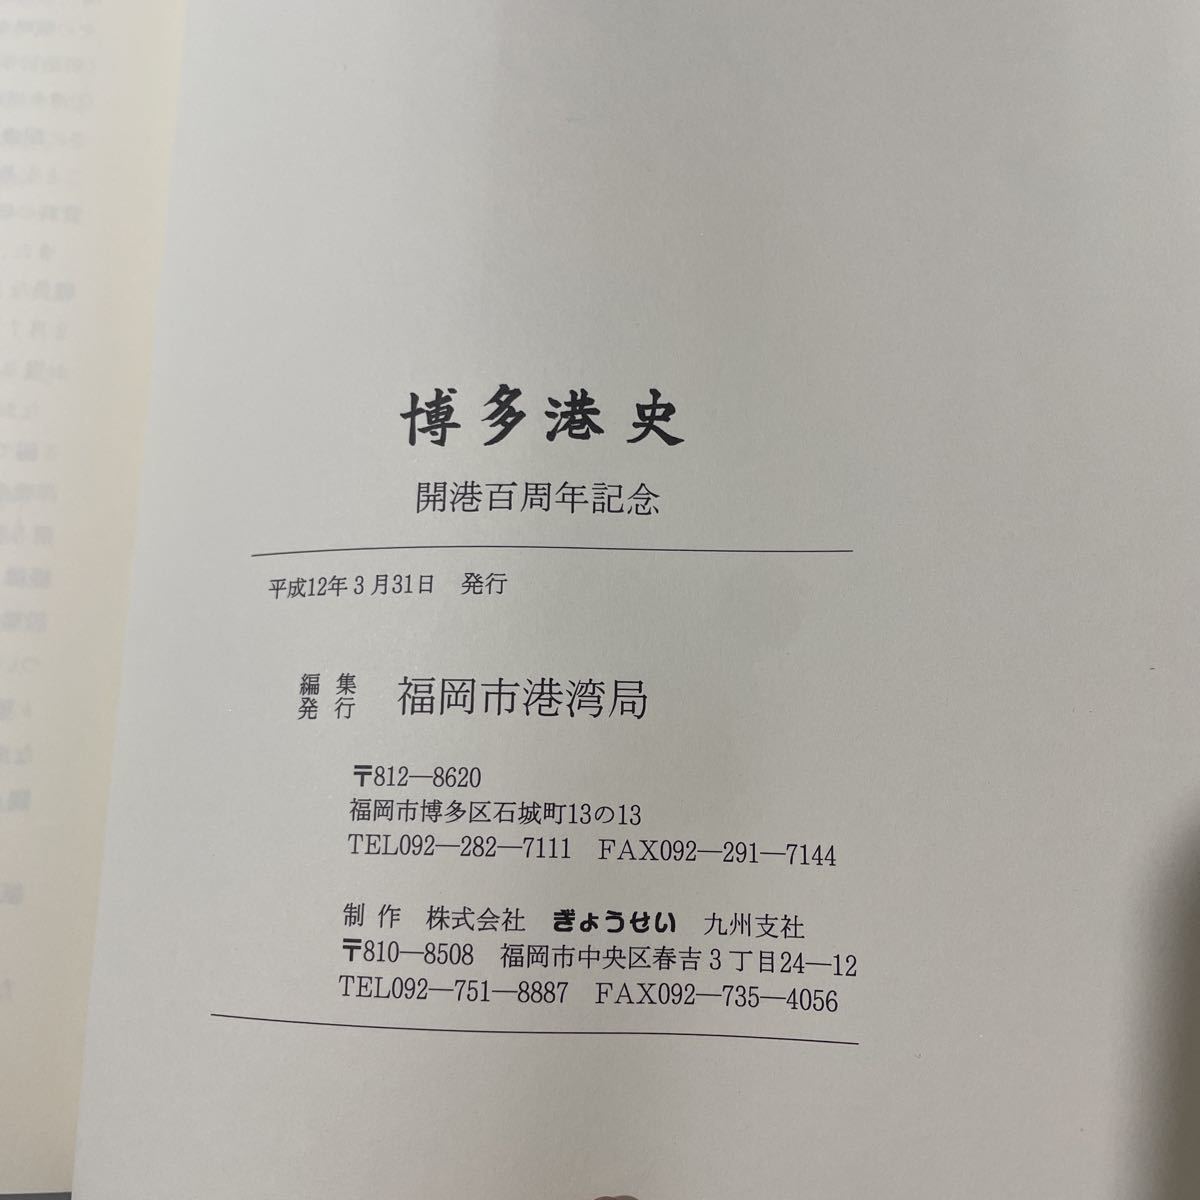 博多港史
開港百周年記念
平成12年3月31日　発行
編集
発行　福岡市港湾局
〒812―8620
福岡市博多区石城町13の13
TEL092―282―7111　FAX092―291―7144
制作　株式会社　ぎょうせい　九州支社
〒810―8508　福岡市中央区春吉3丁目24―12
TEL092―751―8887　FAX092―735―4056